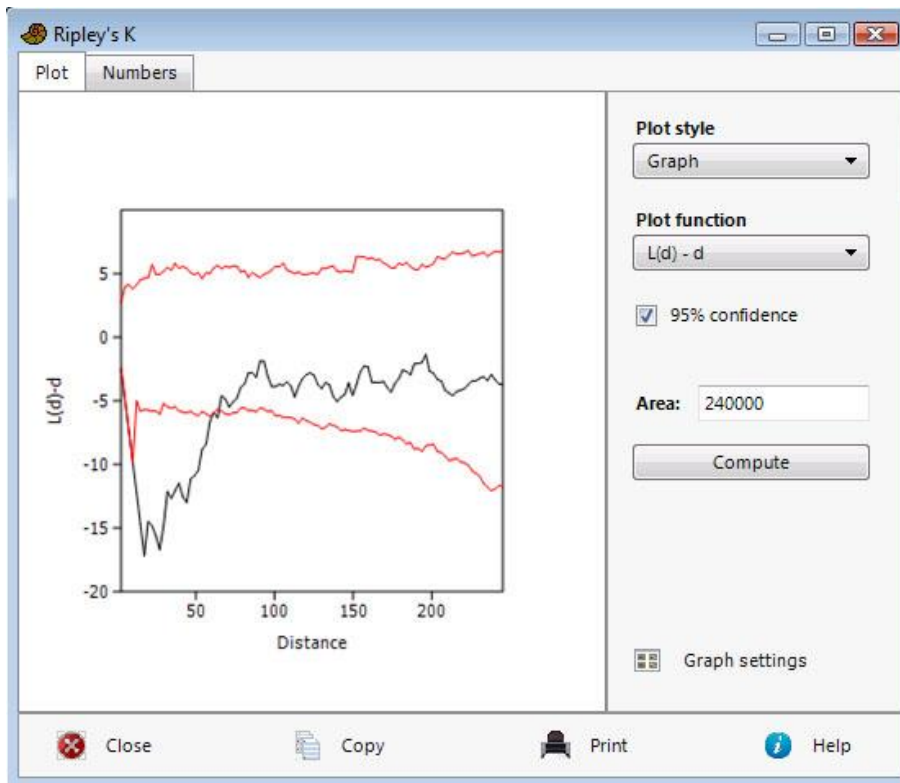 Ripley's K
Plot
Numbers
L(d)-d
5
0
-5
-10
-15
-20
50
100
150
200
Distance
Plot style
Graph
Plot function
L(d) - d
95% confidence
Area:
240000
Compute
Graph settings
Close
Copy
Print
Help